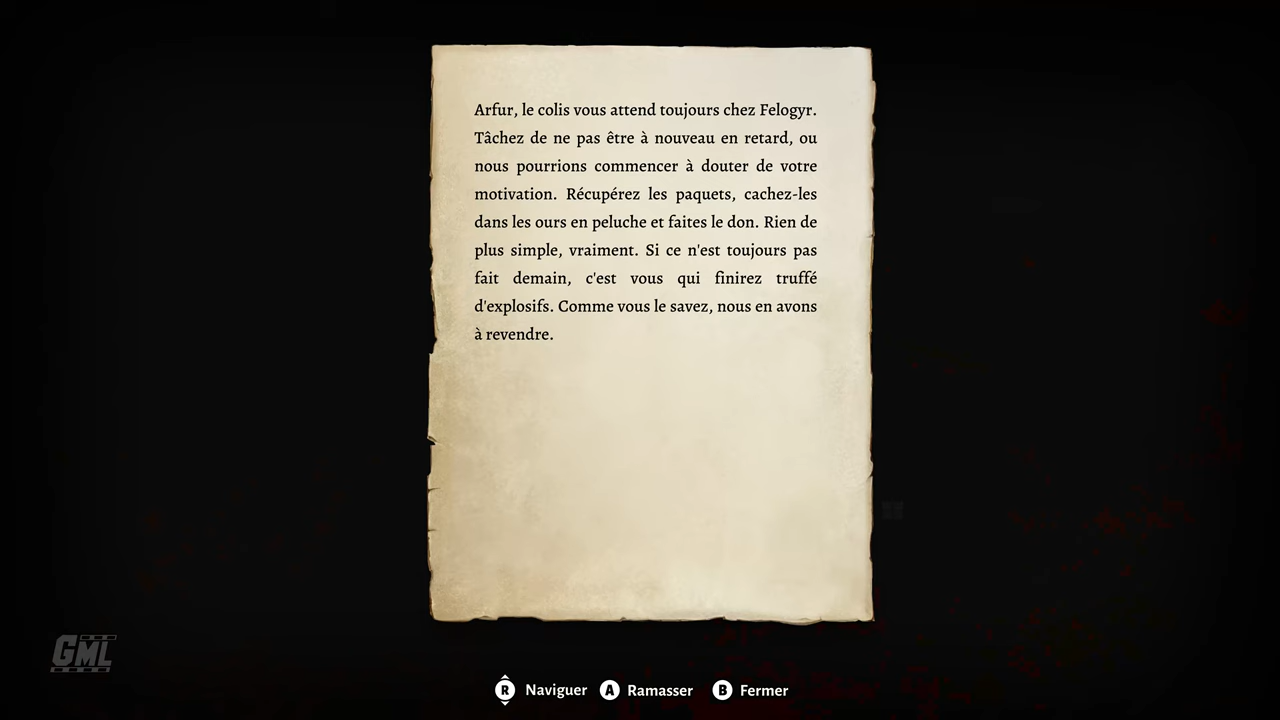 Arfur, le colis vous attend toujours chez Felogyr.
Tâchez de ne pas être à nouveau en retard, ou
nous pourrions commencer à douter de votre
motivation. Récupérez les paquets, cachez-les
dans les ours en peluche et faites le don. Rien de
plus simple, vraiment. Si ce n'est toujours pas
fait demain, c'est vous qui finirez truffé
d'explosifs. Comme vous le savez, nous en avons
à revendre.
GML
R Naviguer A Ramasser B Fermer